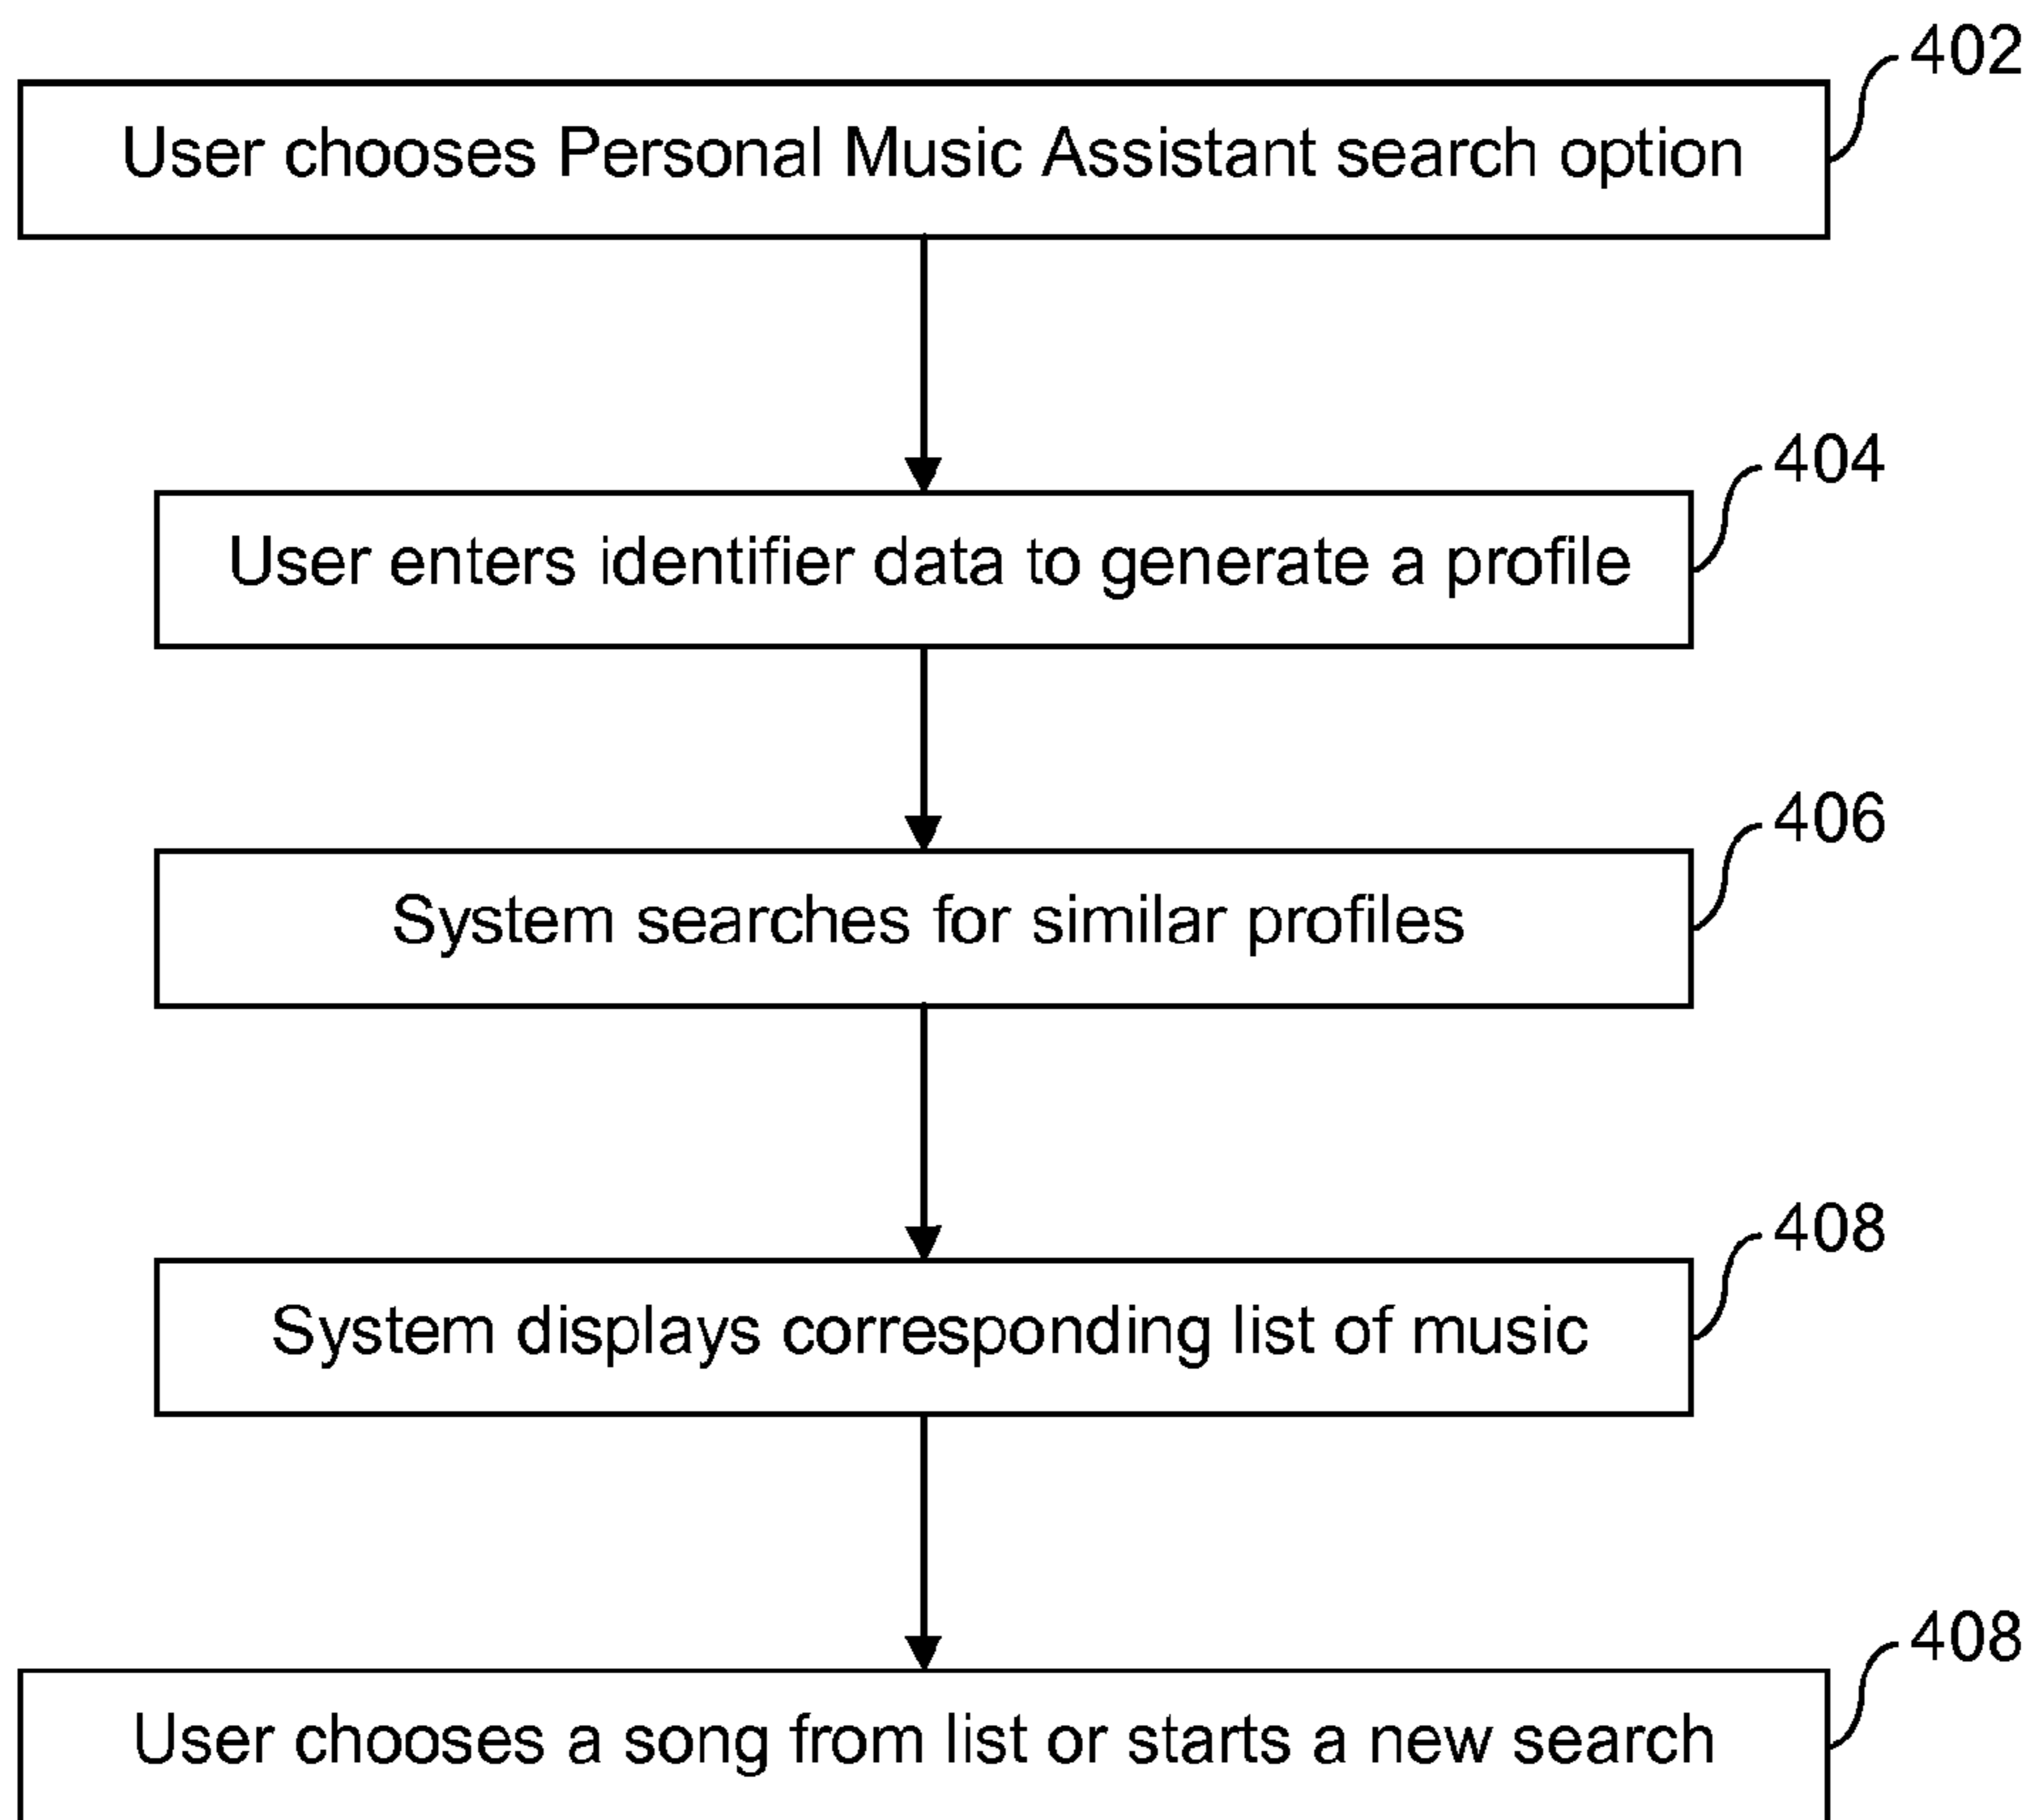 402
User chooses Personal Music Assistant search option
404
User enters identifier data to generate a profile
406
System searches for similar profiles
408
System displays corresponding list of music
408
User chooses a song from list or starts a new search